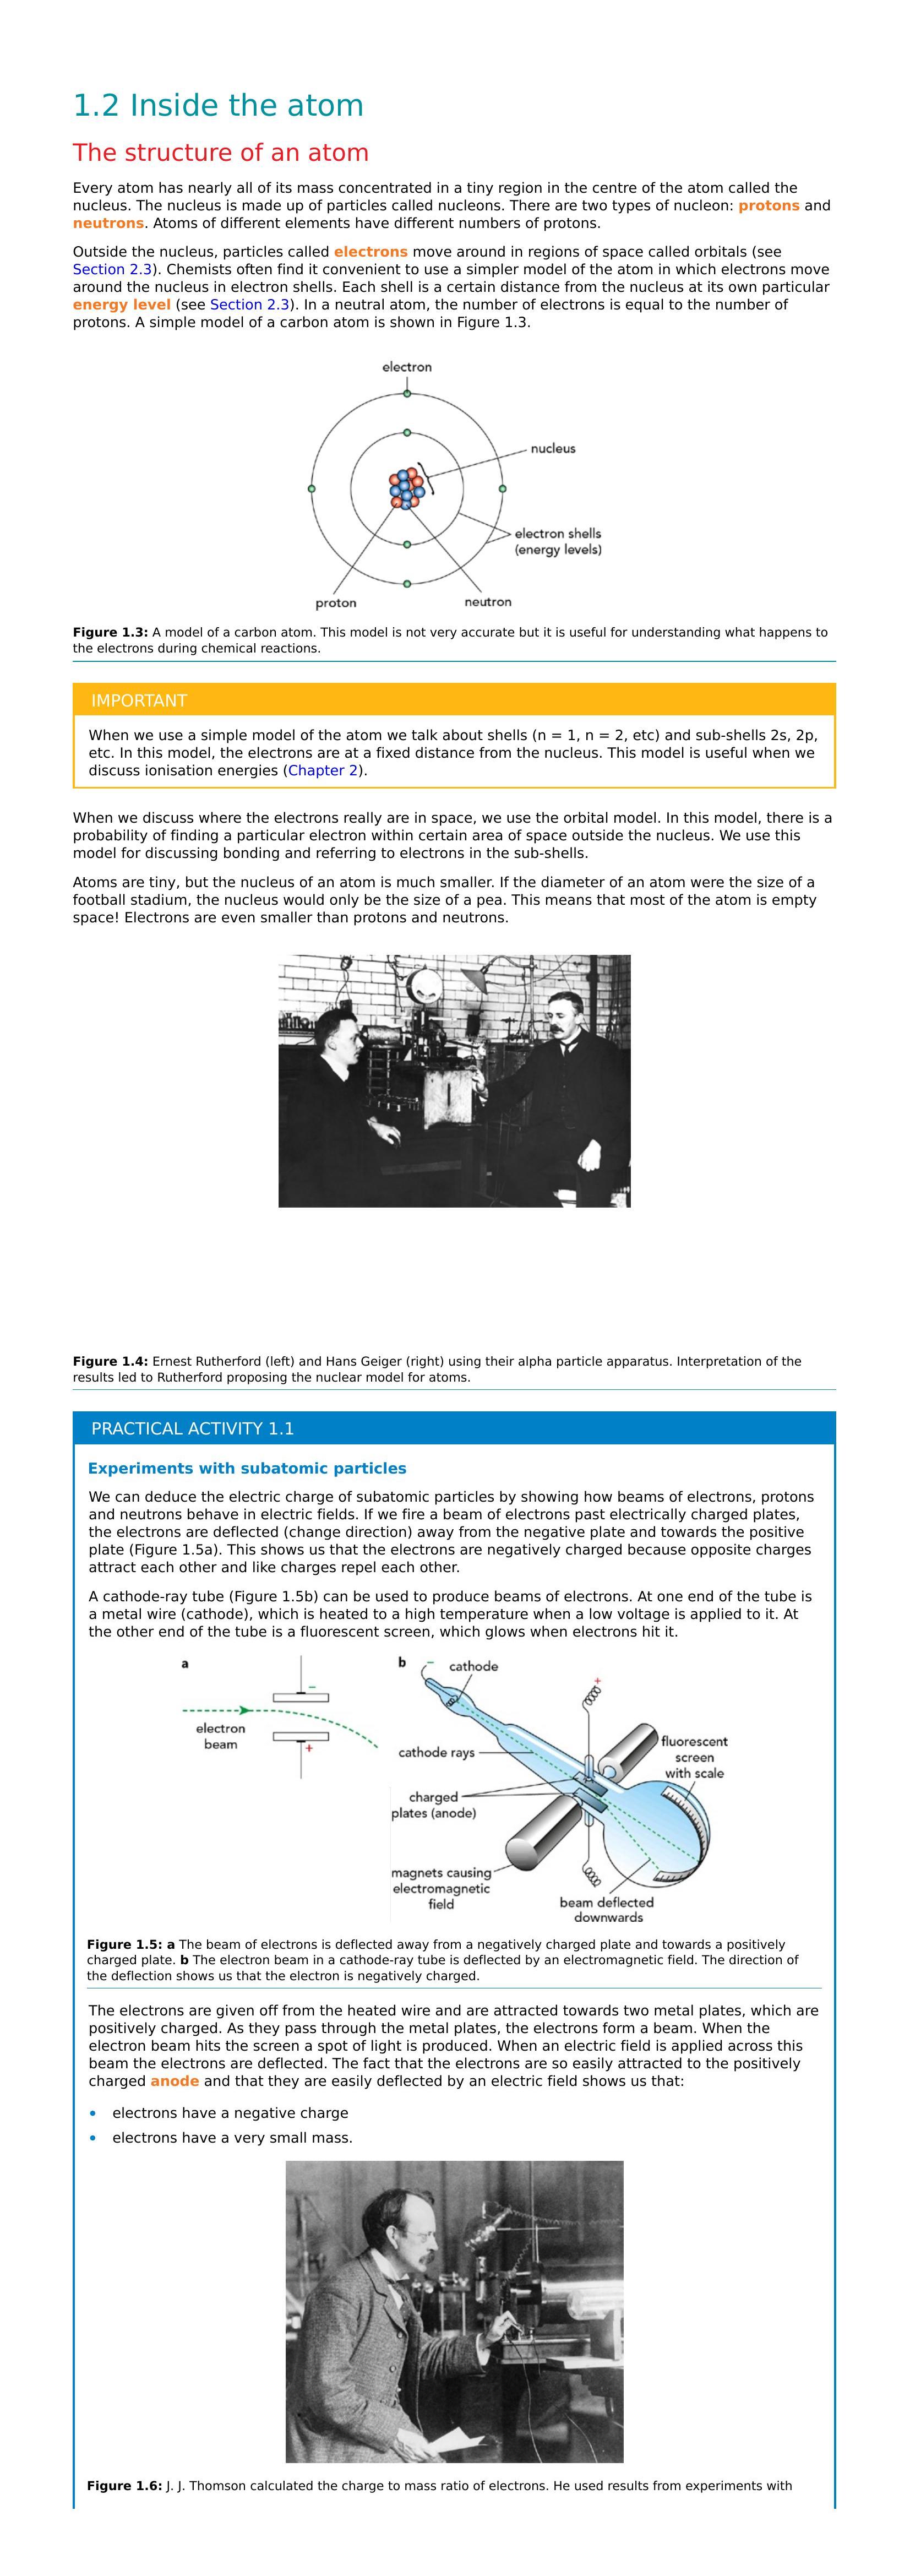 1.2 Inside the atom
The structure of an atom
Every atom has nearly all of its mass concentrated in a tiny region in the centre of the atom called the
nucleus. The nucleus is made up of particles called nucleons. There are two types of nucleon: protons and
neutrons. Atoms of different elements have different numbers of protons.
Outside the nucleus, particles called electrons move around in regions of space called orbitals (see
Section 2.3). Chemists often find it convenient to use a simpler model of the atom in which electrons move
around the nucleus in electron shells. Each shell is a certain distance from the nucleus at its own particular
energy level (see Section 2.3). In a neutral atom, the number of electrons is equal to the number of
protons. A simple model of a carbon atom is shown in Figure 1.3.
electron
nucleus
electron shells
(energy levels)
proton
neutron
Figure 1.3: A model of a carbon atom. This model is not very accurate but it is useful for understanding what happens to
the electrons during chemical reactions.
IMPORTANT
When we use a simple model of the atom we talk about shells (n = 1, n = 2, etc) and sub-shells 2s, 2p,
etc. In this model, the electrons are at a fixed distance from the nucleus. This model is useful when we
discuss ionisation energies (Chapter 2).
When we discuss where the electrons really are in space, we use the orbital model. In this model, there is a
probability of finding a particular electron within certain area of space outside the nucleus. We use this
model for discussing bonding and referring to electrons in the sub-shells.
Atoms are tiny, but the nucleus of an atom is much smaller. If the diameter of an atom were the size of a
football stadium, the nucleus would only be the size of a pea. This means that most of the atom is empty
space! Electrons are even smaller than protons and neutrons.
Figure 1.4: Ernest Rutherford (left) and Hans Geiger (right) using their alpha particle apparatus. Interpretation of the
results led to Rutherford proposing the nuclear model for atoms.
PRACTICAL ACTIVITY 1.1
Experiments with subatomic particles
We can deduce the electric charge of subatomic particles by showing how beams of electrons, protons
and neutrons behave in electric fields. If we fire a beam of electrons past electrically charged plates,
the electrons are deflected (change direction) away from the negative plate and towards the positive
plate (Figure 1.5a). This shows us that the electrons are negatively charged because opposite charges
attract each other and like charges repel each other.
A cathode-ray tube (Figure 1.5b) can be used to produce beams of electrons. At one end of the tube is
a metal wire (cathode), which is heated to a high temperature when a low voltage is applied to it. At
the other end of the tube is a fluorescent screen, which glows when electrons hit it.
a
−
electron
beam
+
b
−
cathode
+
cathode rays
fluorescent
screen
with scale
charged
plates (anode)
magnets causing
electromagnetic
field
beam deflected
downwards
Figure 1.5: a The beam of electrons is deflected away from a negatively charged plate and towards a positively
charged plate. b The electron beam in a cathode-ray tube is deflected by an electromagnetic field. The direction of
the deflection shows us that the electron is negatively charged.
The electrons are given off from the heated wire and are attracted towards two metal plates, which are
positively charged. As they pass through the metal plates, the electrons form a beam. When the
electron beam hits the screen a spot of light is produced. When an electric field is applied across this
beam the electrons are deflected. The fact that the electrons are so easily attracted to the positively
charged anode and that they are easily deflected by an electric field shows us that:
• electrons have a negative charge
• electrons have a very small mass.
Figure 1.6: J. J. Thomson calculated the charge to mass ratio of electrons. He used results from experiments with